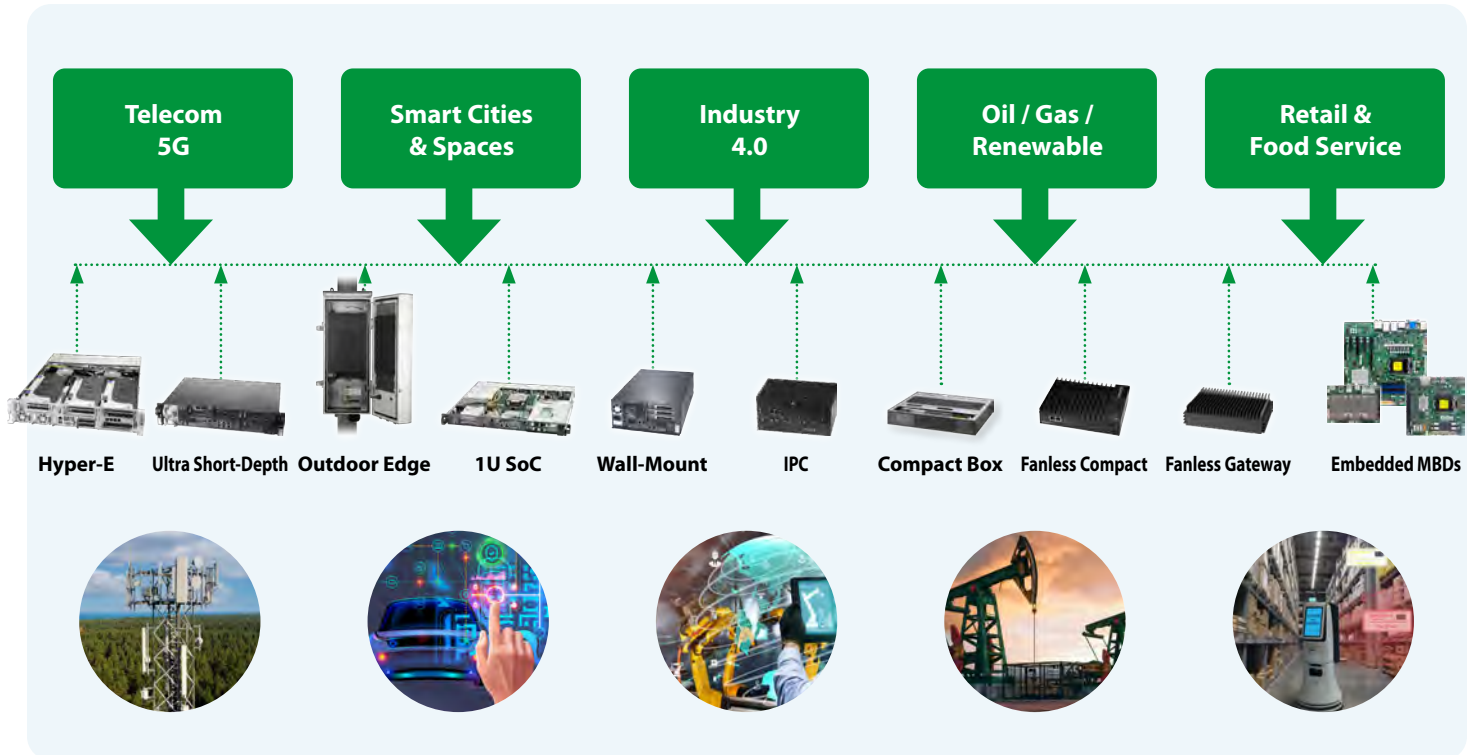 Telecom
5G
Smart Cities
& Spaces
Industry
4.0
Oil / Gas /
Renewable
Retail &
Food Service
Hyper-E
Ultra Short-Depth
Outdoor Edge
1U SoC
Wall-Mount
IPC
Compact Box
Fanless Compact
Fanless Gateway
Embedded MBDs